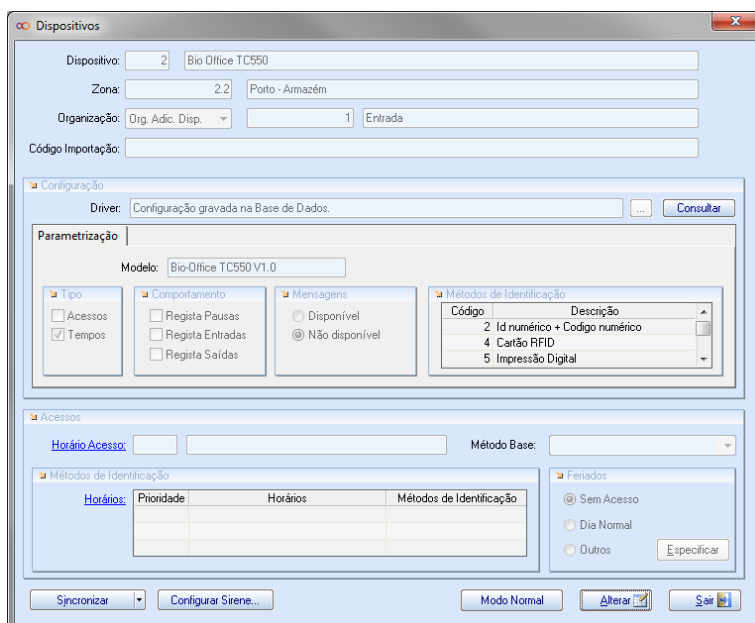 Dispositivos
Dispositivo: 2 Bio Office TC550
Zona: 2.2 Porto - Armazém
Organização: Org. Adic. Disp. 1 Entrada
Código Importação:
Configuração
Driver: Configuração gravada na Base de Dados. ... Consultar
Parametrização
Modelo: Bio-Office TC550 V1.0
Tipo
Acessos
Tempos
Comportamento
Regista Pausas
Regista Entradas
Regista Saídas
Mensagens
Disponível
Não disponível
Métodos de Identificação
Código Descrição
2 Id numérico + Codigo numérico
4 Cartão RFID
5 Impressão Digital
Acessos
Horário Acesso: Método Base:
Métodos de Identificação
Horários: Prioridade Horários Métodos de Identificação
Feriados
Sem Acesso
Dia Normal
Outros Especificar
Sincronizar Configurar Sirene... Modo Normal Alterar Sair